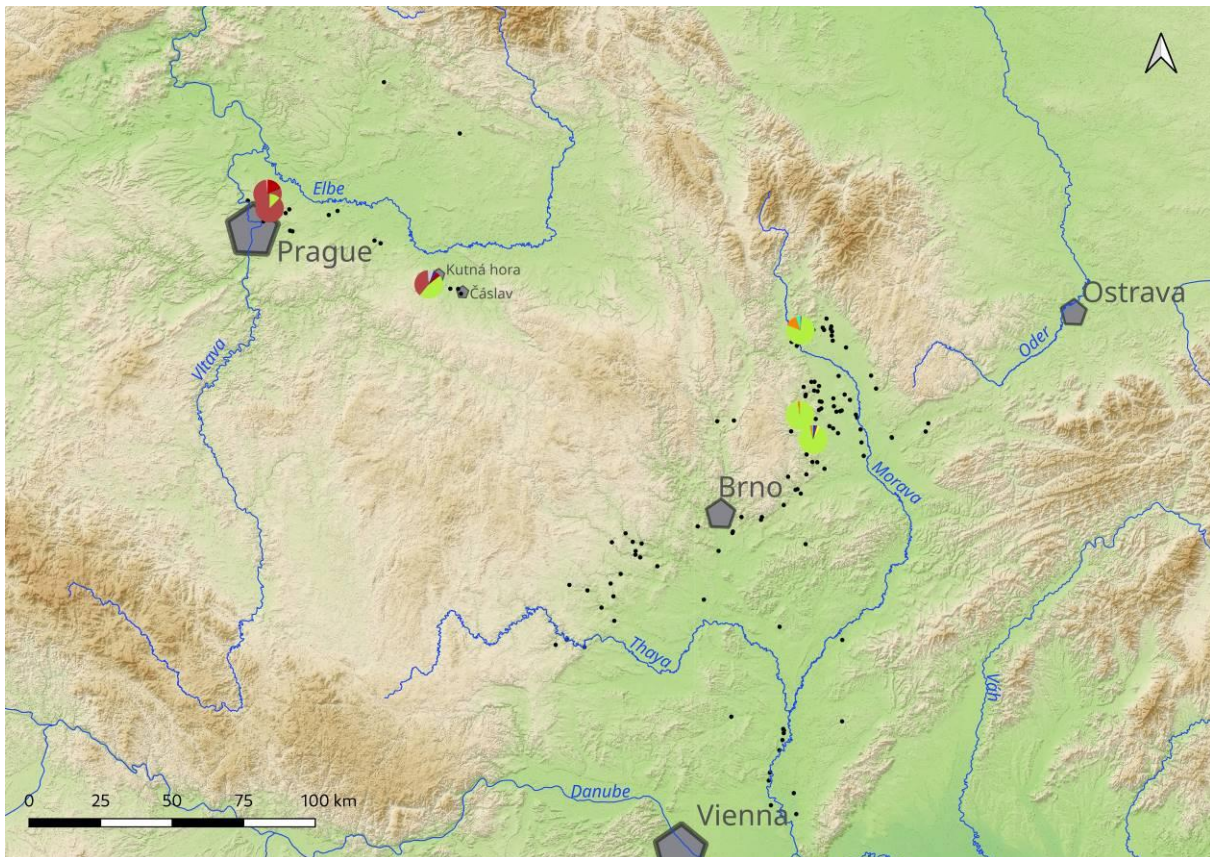 Elbe
Prague
Kutná hora
Čáslav
Ostrava
Oder
Vltava
Morava
Brno
Thaya
Váh
0 25 50 75 100 km
Danube
Vienna